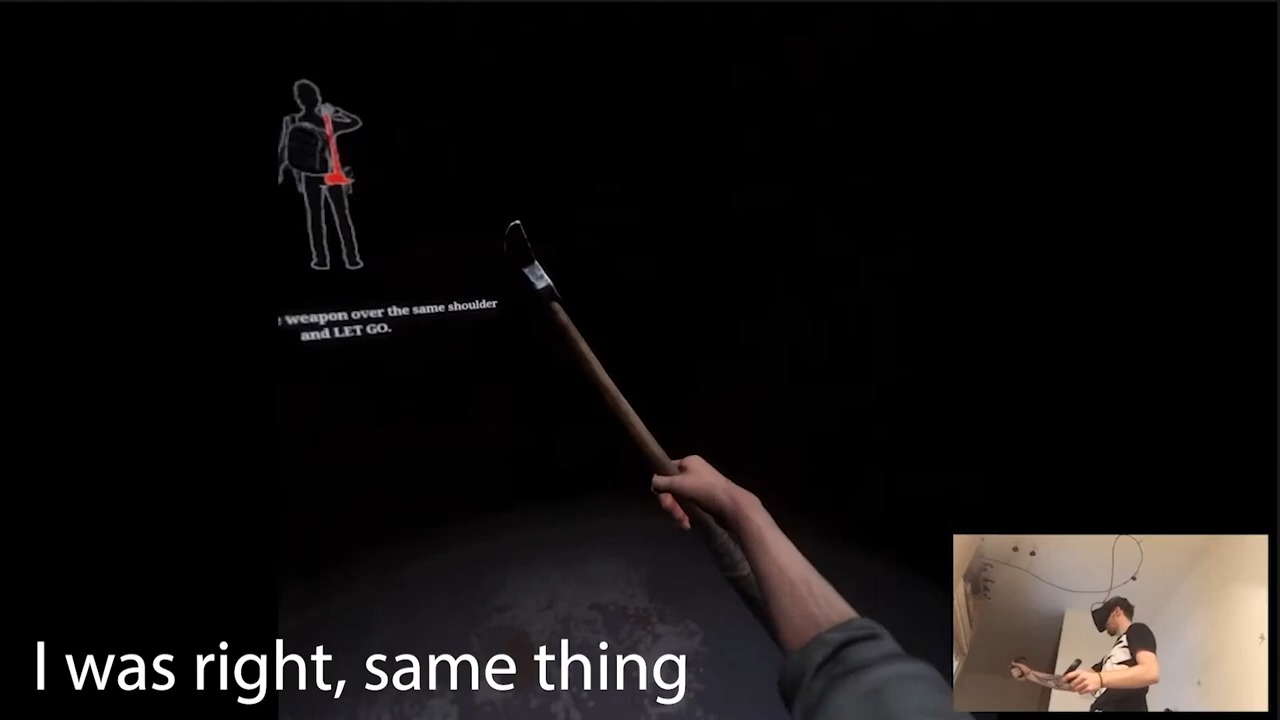 weapon over the same shoulder
and LET GO.
I was right, same thing